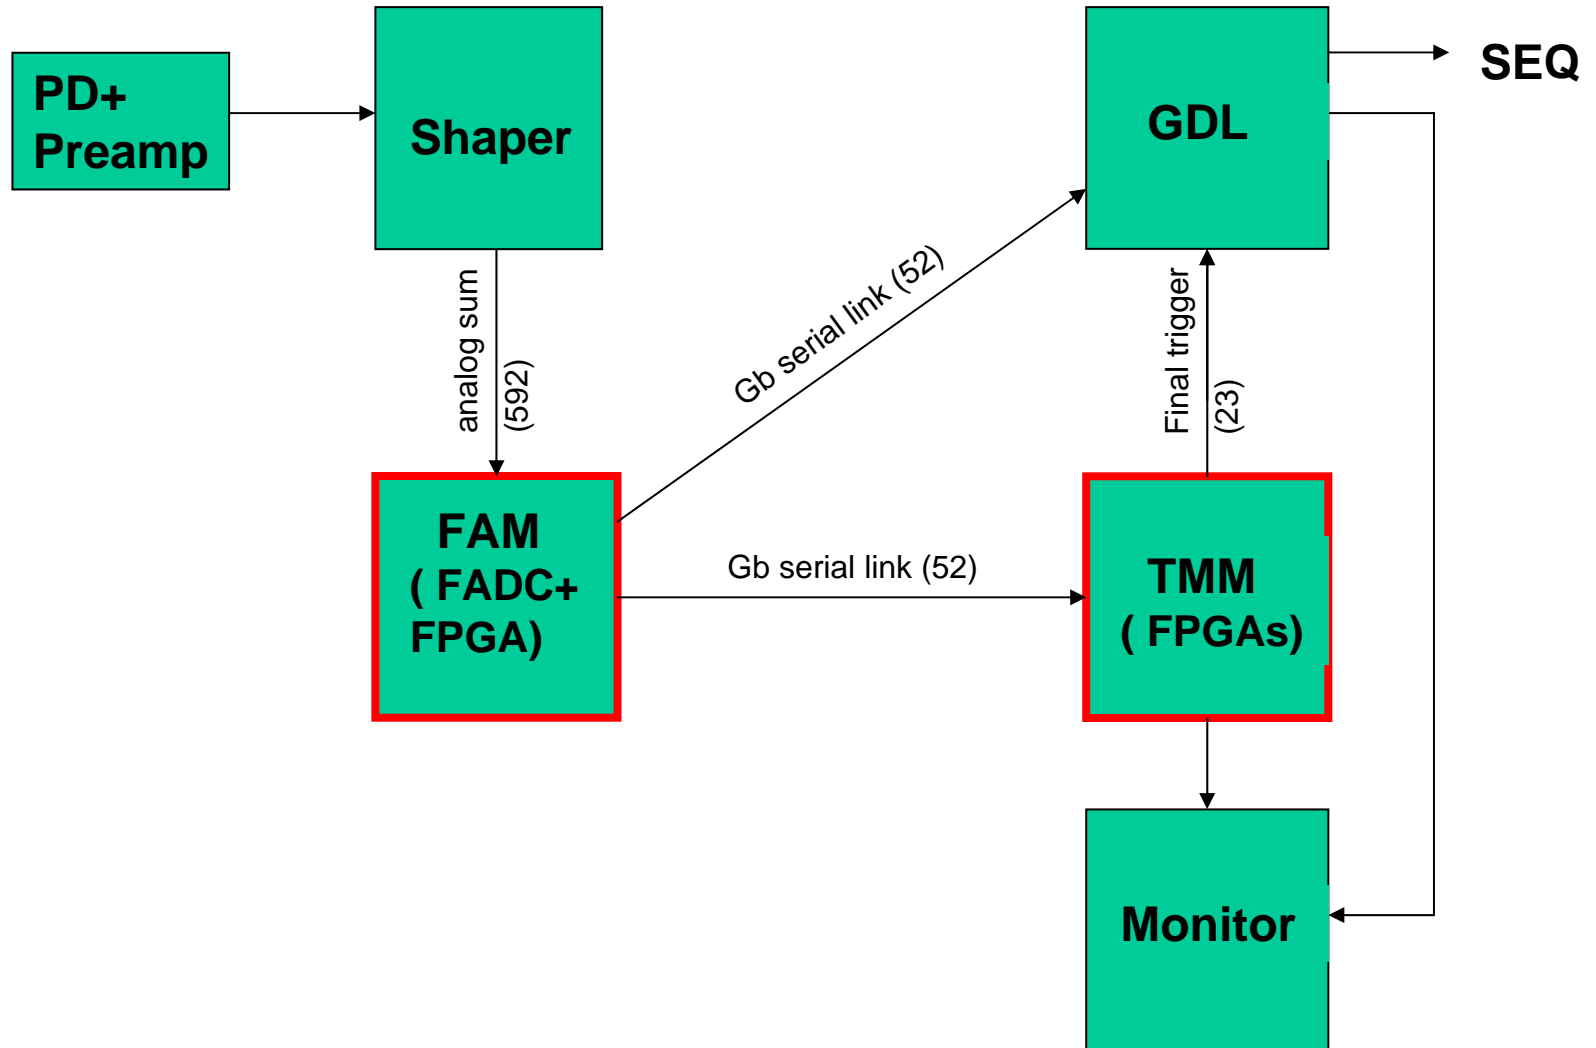 PD+
Preamp
Shaper
GDL
SEQ
analog sum
(592)
Gb serial link (52)
Final trigger
(23)
FAM
( FADC+
FPGA)
Gb serial link (52)
TMM
( FPGAs)
Monitor